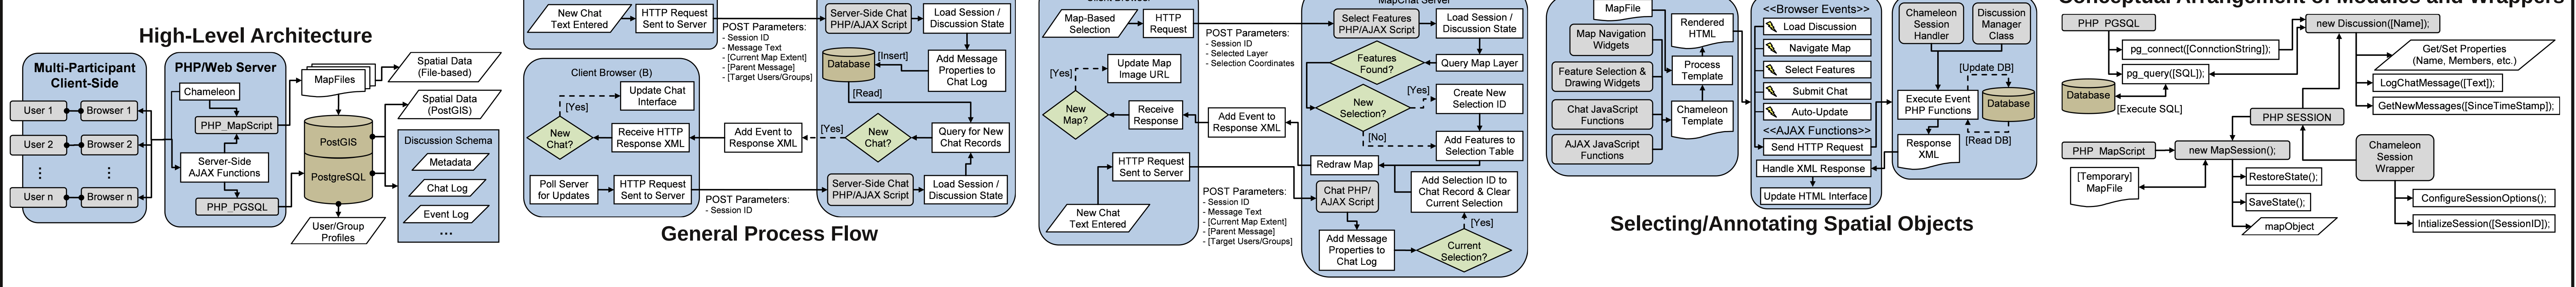 High-Level Architecture
Multi-Participant
Client-Side
User 1
Browser 1
User 2
Browser 2
User n
Browser n
PHP/Web Server
Chameleon
PHP_MapScript
Server-Side
AJAX Functions
PHP_PGSQL
MapFiles
PostGIS
PostgreSQL
User/Group
Profiles
Spatial Data
(File-based)
Spatial Data
(PostGIS)
Discussion Schema
Metadata
Chat Log
Event Log
...
New Chat
Text Entered
HTTP Request
Sent to Server
POST Parameters:
- Session ID
- Message Text
- [Current Map Extent]
- [Parent Message]
- [Target Users/Groups]
Server-Side Chat
PHP/AJAX Script
Load Session /
Discussion State
Database
[Insert]
Add Message
Properties to
Chat Log
[Read]
Client Browser (B)
Update Chat
Interface
[Yes]
New
Chat?
Receive HTTP
Response XML
Add Event to
Response XML
[Yes]
New
Chat?
Query for New
Chat Records
Poll Server
for Updates
HTTP Request
Sent to Server
POST Parameters:
- Session ID
Server-Side Chat
PHP/AJAX Script
Load Session /
Discussion State
General Process Flow
Map-Based
Selection
HTTP
Request
POST Parameters:
- Session ID
- Selected Layer
- Selection Coordinates
MapChat Server
Select Features
PHP/AJAX Script
Load Session /
Discussion State
Features
Found?
Query Map Layer
Update Map
Image URL
[Yes]
New
Map?
Receive
Response
Add Event to
Response XML
New
Selection?
[Yes]
Create New
Selection ID
[No]
Add Features to
Selection Table
Redraw Map
HTTP Request
Sent to Server
New Chat
Text Entered
POST Parameters:
- Session ID
- Message Text
- [Current Map Extent]
- [Parent Message]
- [Target Users/Groups]
Chat PHP/
AJAX Script
Add Selection ID to
Chat Record & Clear
Current Selection
[Yes]
Add Message
Properties to
Chat Log
Current
Selection?
MapFile
Map Navigation
Widgets
Feature Selection &
Drawing Widgets
Chat JavaScript
Functions
AJAX JavaScript
Functions
Rendered
HTML
Process
Template
Chameleon
Template
<<Browser Events>>
Load Discussion
Navigate Map
Select Features
Submit Chat
Auto-Update
<<AJAX Functions>>
Send HTTP Request
Handle XML Response
Update HTML Interface
Chameleon
Session
Handler
Discussion
Manager
Class
[Update DB]
Execute Event
PHP Functions
Database
[Read DB]
Response
XML
Selecting/Annotating Spatial Objects
Conceptual Arrangement of Modules and Wrappers
PHP_PGSQL
pg_connect([ConnctionString]);
pg_query([SQL]);
Database
[Execute SQL]
new Discussion([Name]);
Get/Set Properties
(Name, Members, etc.)
LogChatMessage([Text]);
GetNewMessages([SinceTimeStamp]);
PHP SESSION
PHP_MapScript
new MapSession();
[Temporary]
MapFile
RestoreState();
SaveState();
mapObject
Chameleon
Session
Wrapper
ConfigureSessionOptions();
IntializeSession([SessionID]);